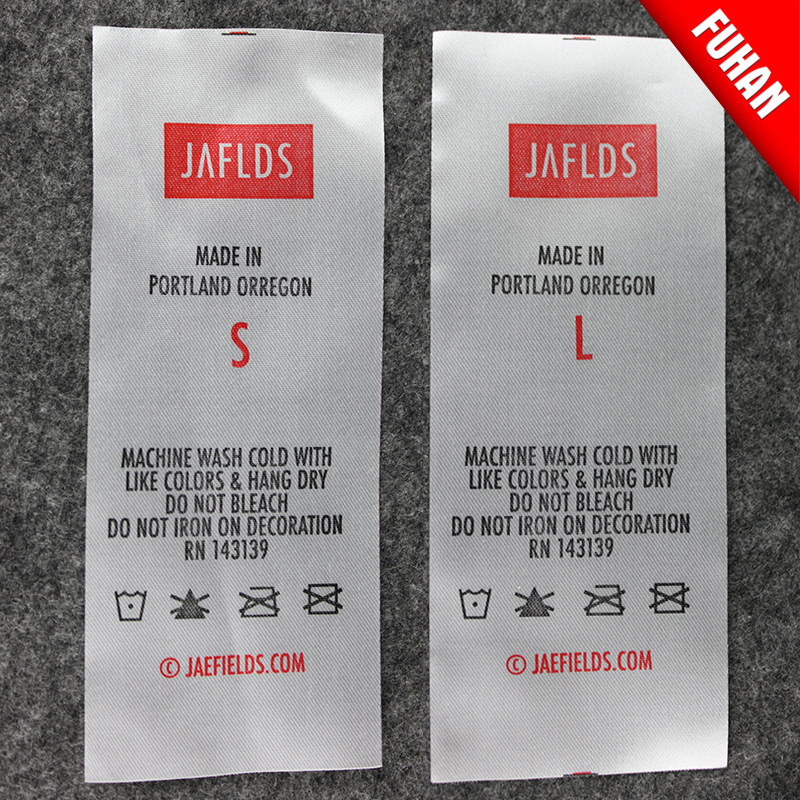 FUHAN
JAFLDS
MADE IN
PORTLAND ORREGON
S
MACHINE WASH COLD WITH
LIKE COLORS & HANG DRY
DO NOT BLEACH
DO NOT IRON ON DECORATION
RN 143139
© JAEFIELDS.COM
JAFLDS
MADE IN
PORTLAND ORREGON
L
MACHINE WASH COLD WITH
LIKE COLORS & HANG DRY
DO NOT BLEACH
DO NOT IRON ON DECORATION
RN 143139
© JAEFIELDS.COM